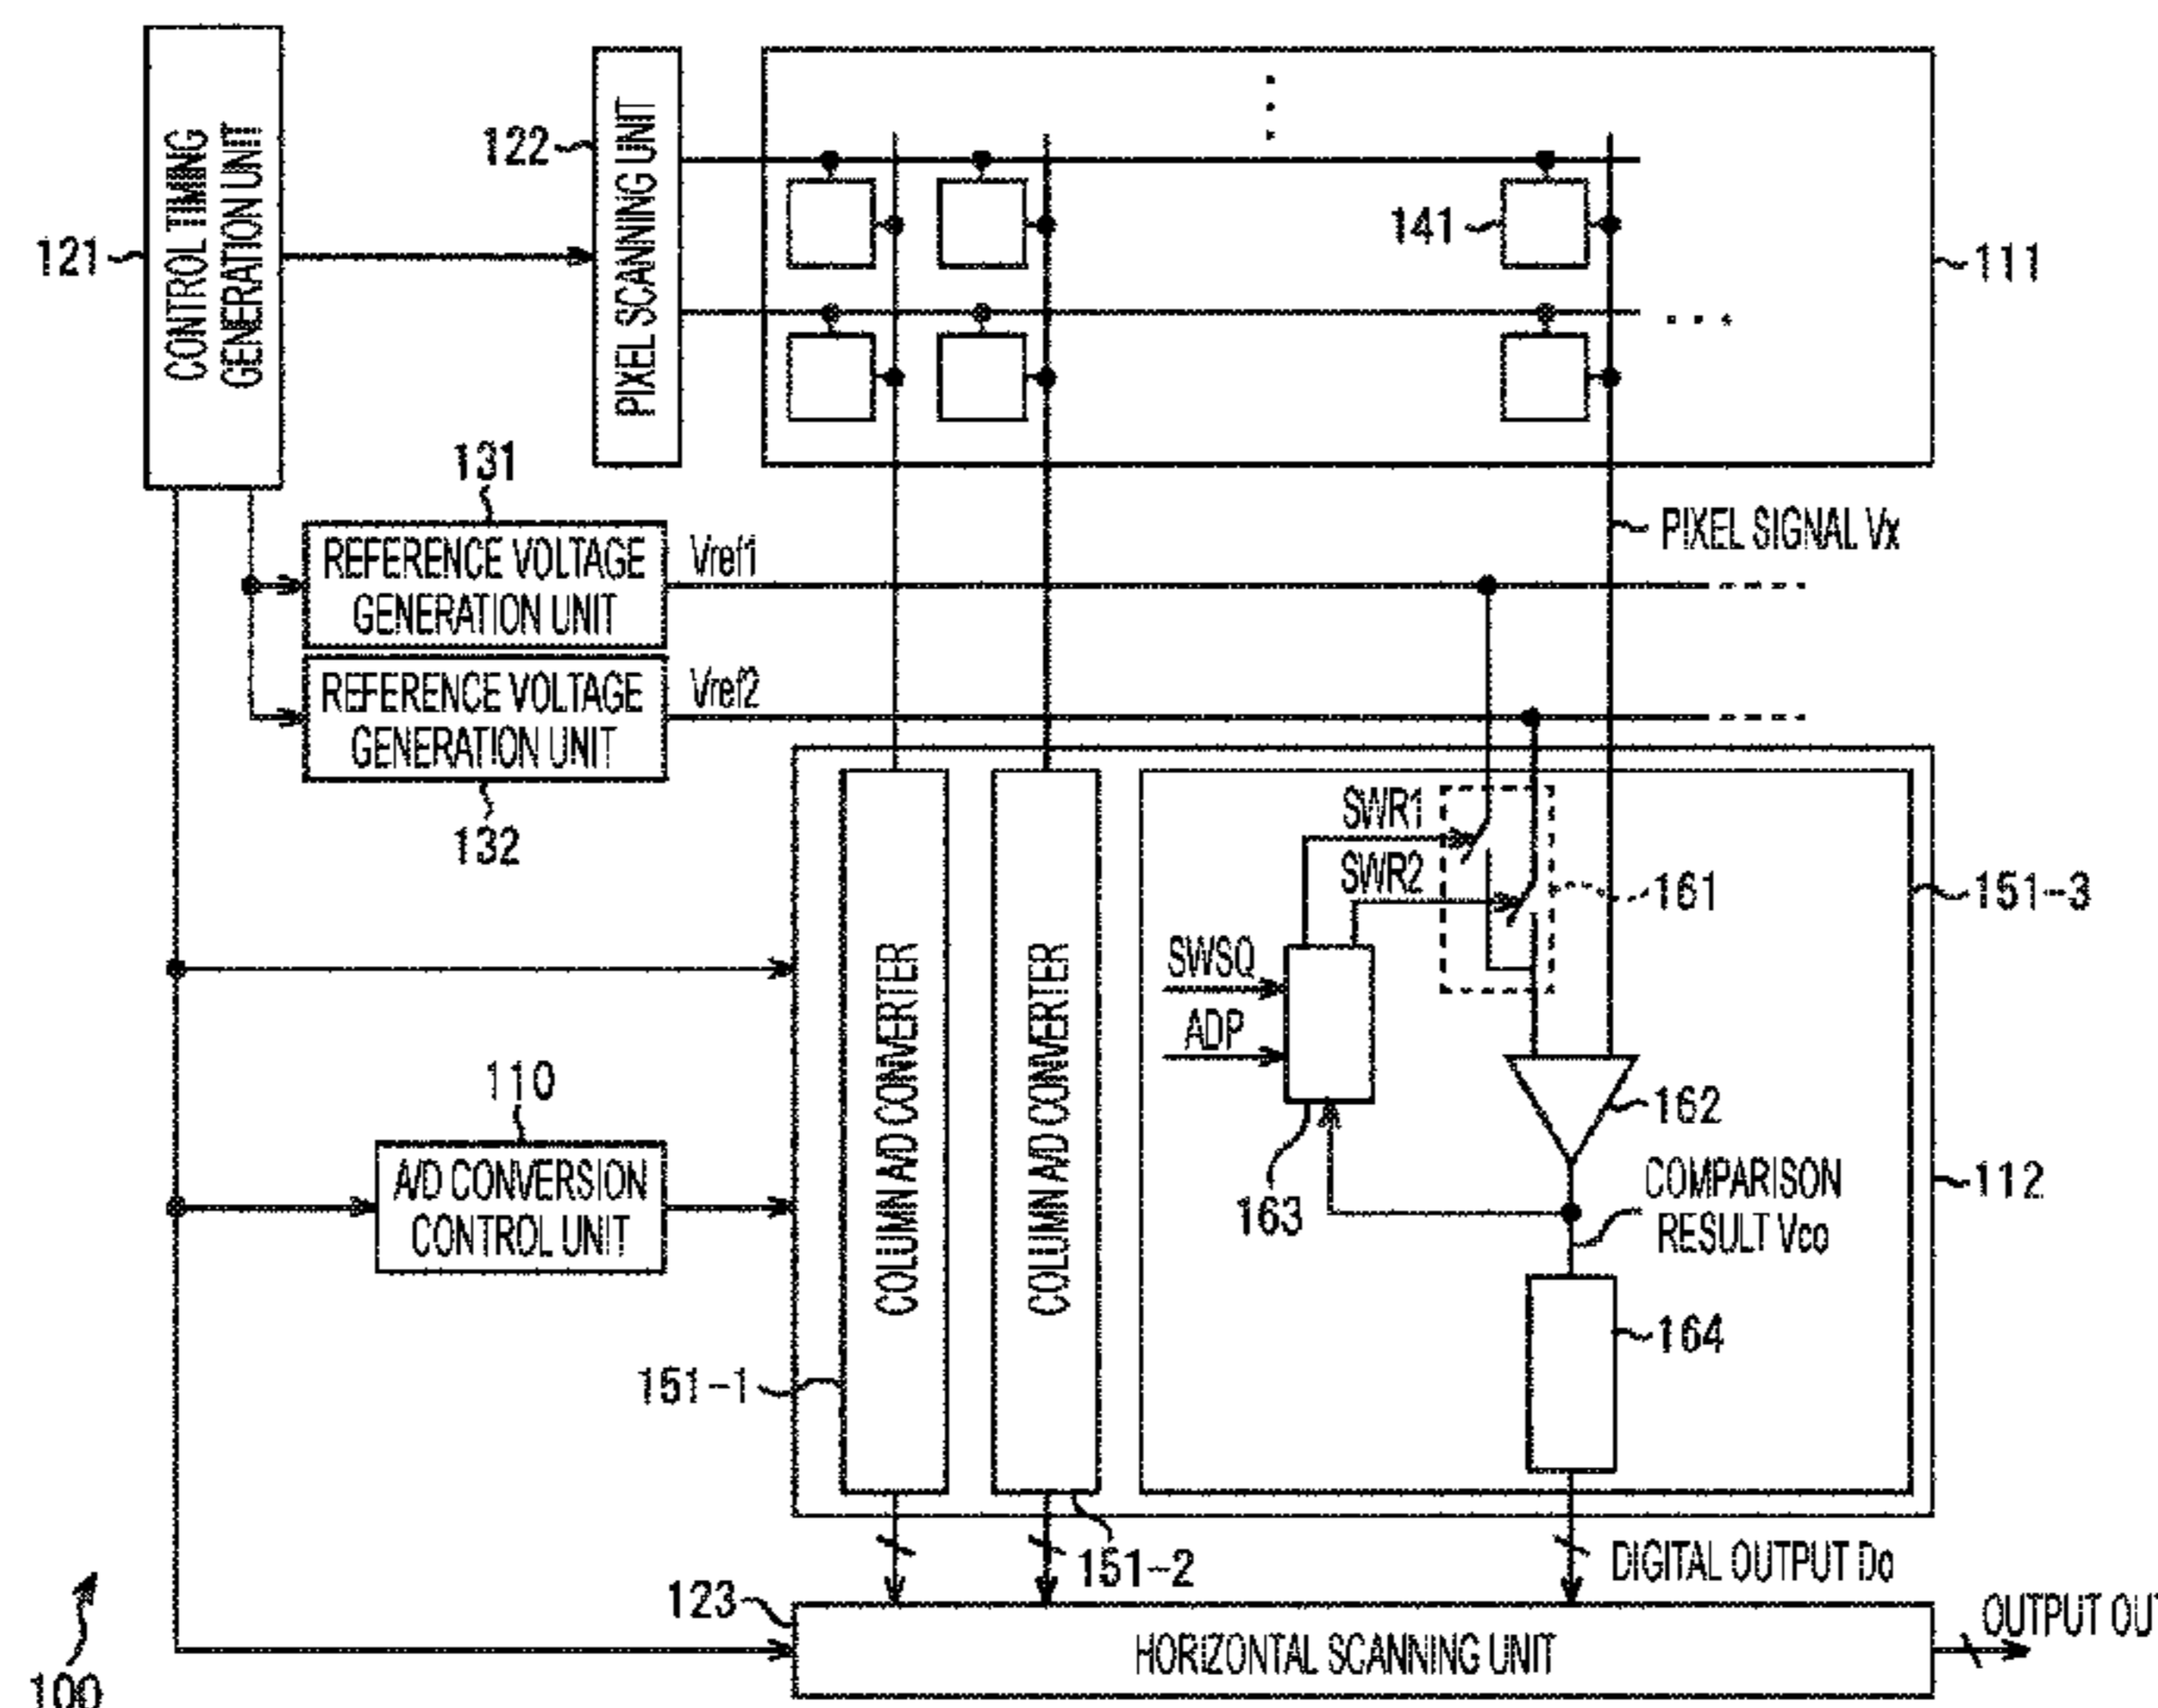 CONTROL TIMING
GENERATION UNIT
121
PIXEL SCANNING UNIT
122
141
111
131
REFERENCE VOLTAGE
GENERATION UNIT
Vref1
PIXEL SIGNAL Vx
REFERENCE VOLTAGE
GENERATION UNIT
Vref2
132
SWR1
SWR2
161
151-3
SWSQ
ADP
COLUMN A/D CONVERTER
COLUMN A/D CONVERTER
110
A/D CONVERSION
CONTROL UNIT
162
163
COMPARISON
RESULT Vco
112
164
151-1
151-2
DIGITAL OUTPUT Do
123
HORIZONTAL SCANNING UNIT
OUTPUT OU
100